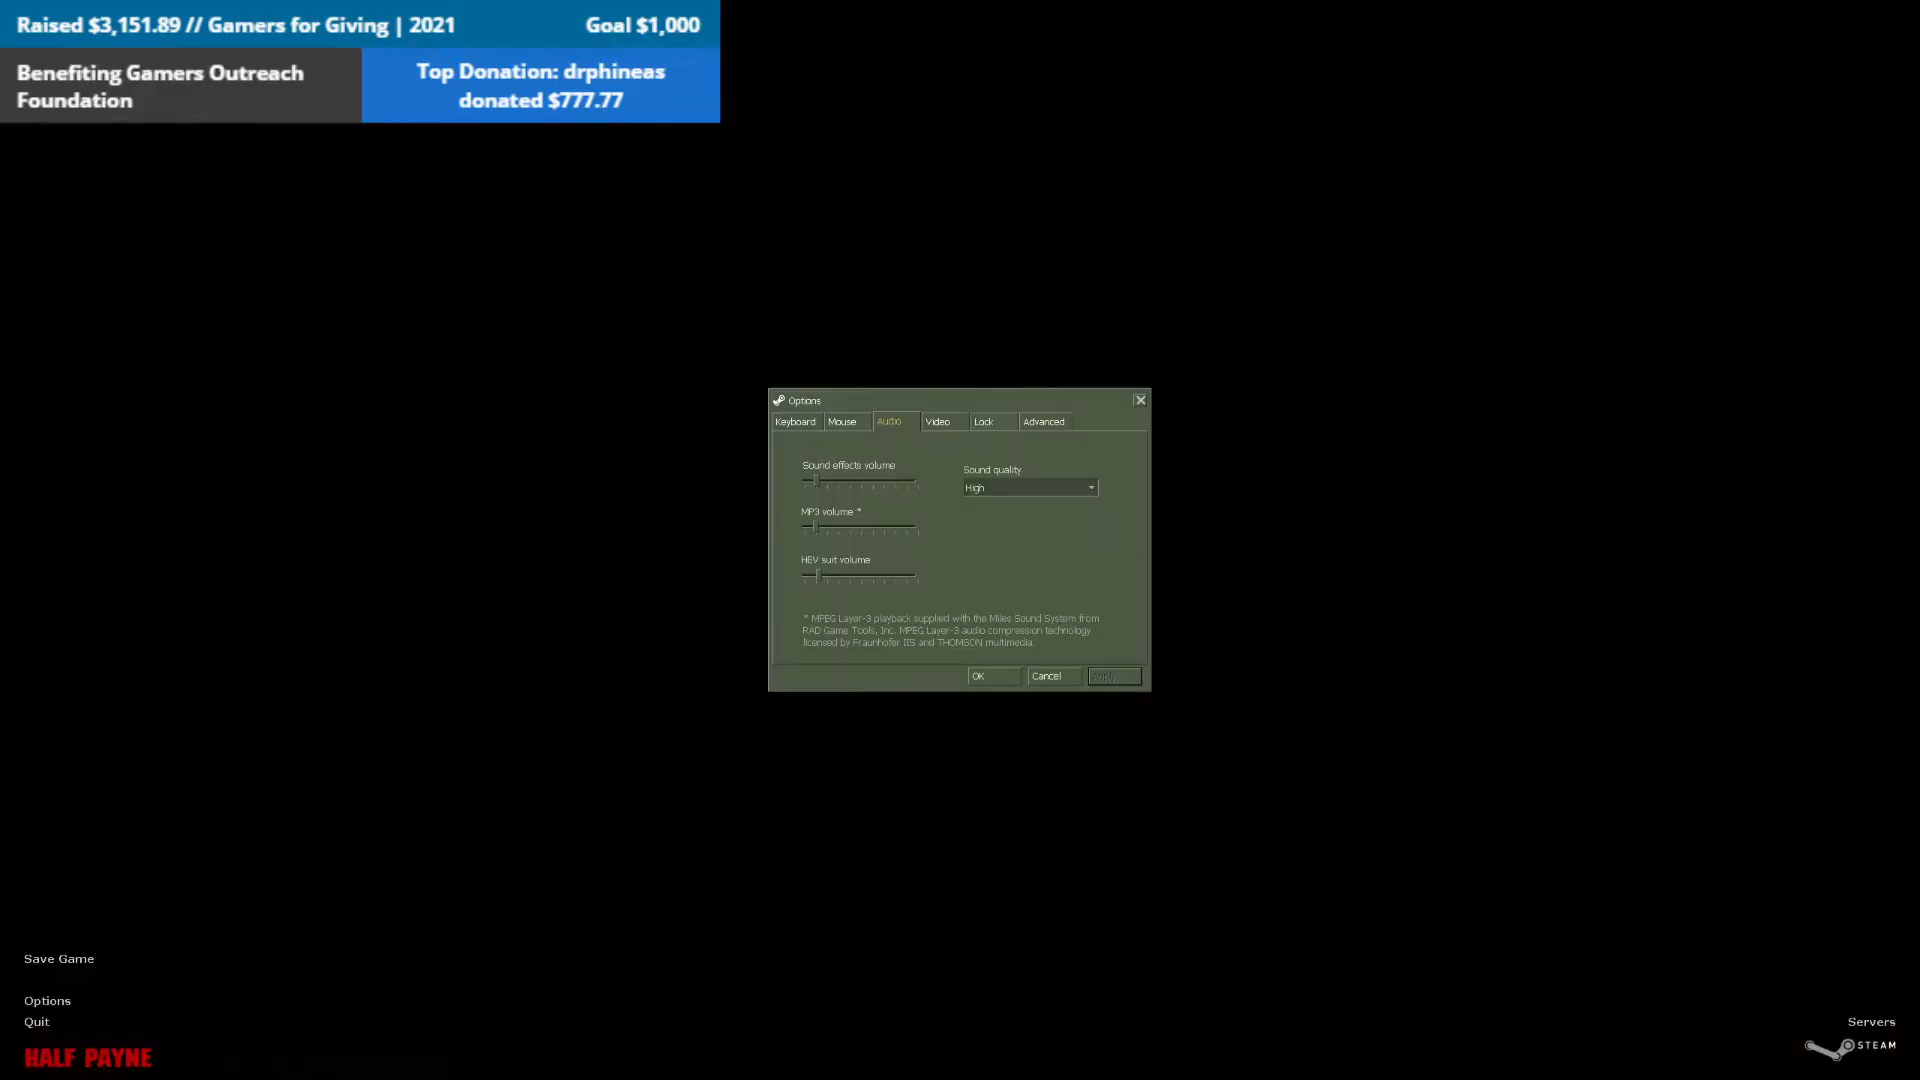 Raised $3,151.89 // Gamers for Giving | 2021
Goal $1,000
Benefiting Gamers Outreach
Foundation
Top Donation: drphineas
donated $777.77
Options
Keyboard
Mouse
Audio
Video
Lock
Advanced
Sound effects volume
Sound quality
High
MP3 volume *
HEV suit volume
* MPEG Layer-3 playback supplied with the Miles Sound System from
RAD Game Tools, Inc. MPEG Layer-3 audio compression technology
licensed by Fraunhofer IIS and THOMSON multimedia.
OK
Cancel
Apply
Save Game
Options
Quit
HALF PAYNE
Servers
STEAM